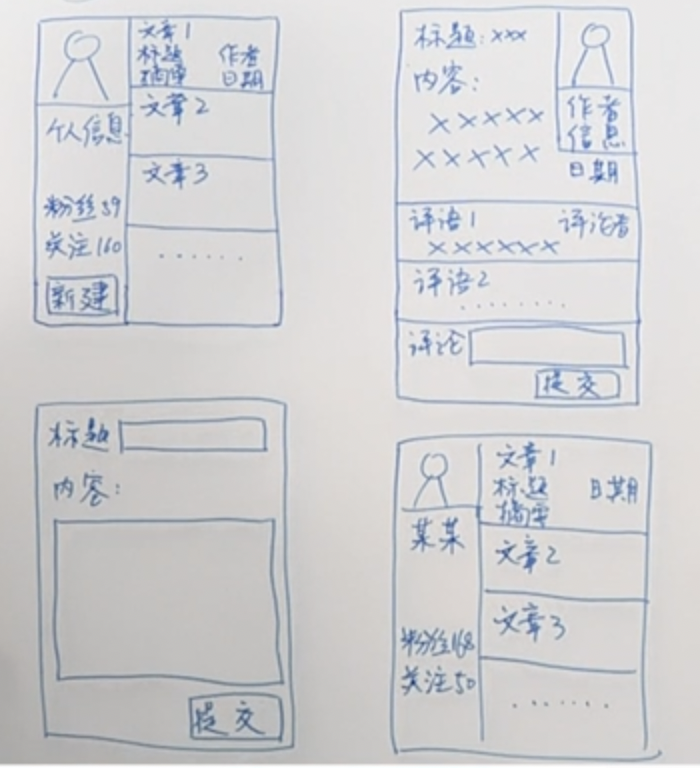 文章1
标题 作者
摘要 日期
文章2
个人信息
文章3
粉丝59
关注160
......
新建
标题:xxx
内容:
xxxxx
xxxxx
作者
信息
日期
评语1 评论者
xxxxxx
评语2
........
评论
提交
标题
内容:
提交
文章1
标题 日期
摘要
某某
文章2
文章3
粉丝168
关注50
.......